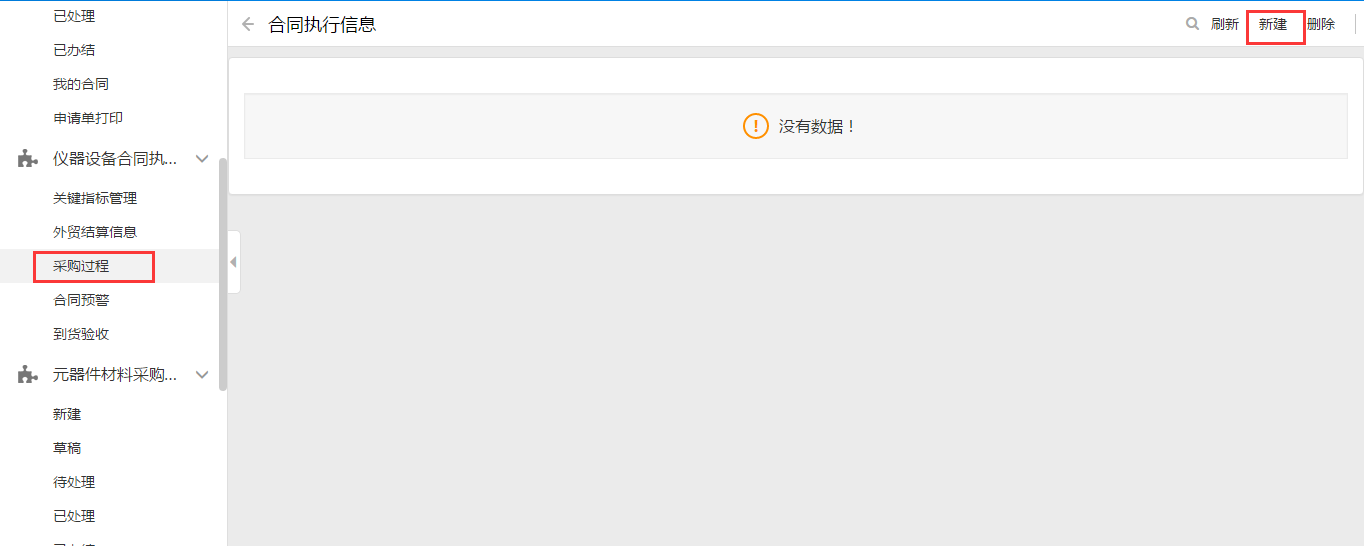 已处理
已办结
我的合同
申请单打印
仪器设备合同执...
关键指标管理
外贸结算信息
采购过程
合同预警
到货验收
元器件材料采购...
新建
草稿
待处理
已处理
合同执行信息
刷新 新建 删除
没有数据！